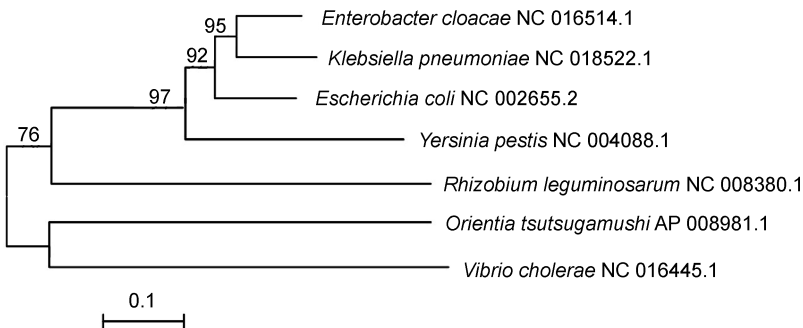 95
Enterobacter cloacae NC 016514.1
92
Klebsiella pneumoniae NC 018522.1
97
Escherichia coli NC 002655.2
76
Yersinia pestis NC 004088.1
Rhizobium leguminosarum NC 008380.1
Orientia tsutsugamushi AP 008981.1
Vibrio cholerae NC 016445.1
0.1